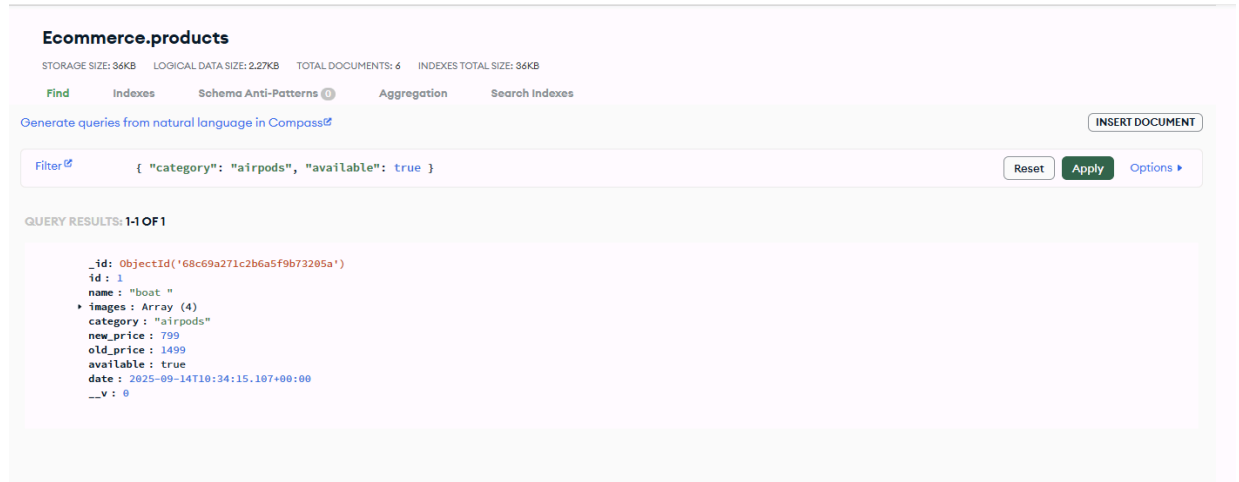 Ecommerce.products
STORAGE SIZE: 36KB LOGICAL DATA SIZE: 2.27KB TOTAL DOCUMENTS: 6 INDEXES TOTAL SIZE: 36KB
Find Indexes Schema Anti-Patterns 0 Aggregation Search Indexes
Generate queries from natural language in Compass
INSERT DOCUMENT
Filter { "category": "airpods", "available": true } Reset Apply Options
QUERY RESULTS: 1-1 OF 1
_id: ObjectId('68c69a271c2b6a5f9b73205a')
id : 1
name : "boat "
images : Array (4)
category : "airpods"
new_price : 799
old_price : 1499
available : true
date : 2025-09-14T10:34:15.107+00:00
__v : 0